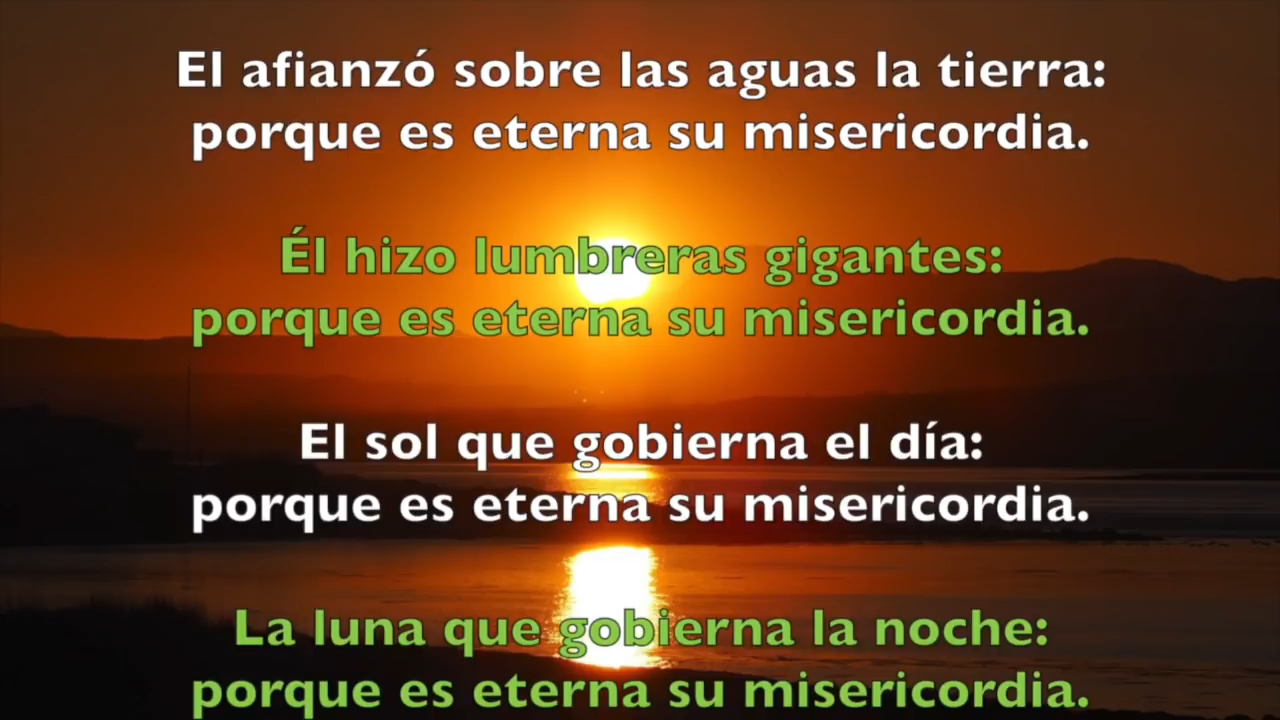 El afianzó sobre las aguas la tierra:
porque es eterna su misericordia.
Él hizo lumbreras gigantes:
porque es eterna su misericordia.
El sol que gobierna el día:
porque es eterna su misericordia.
La luna que gobierna la noche:
porque es eterna su misericordia.